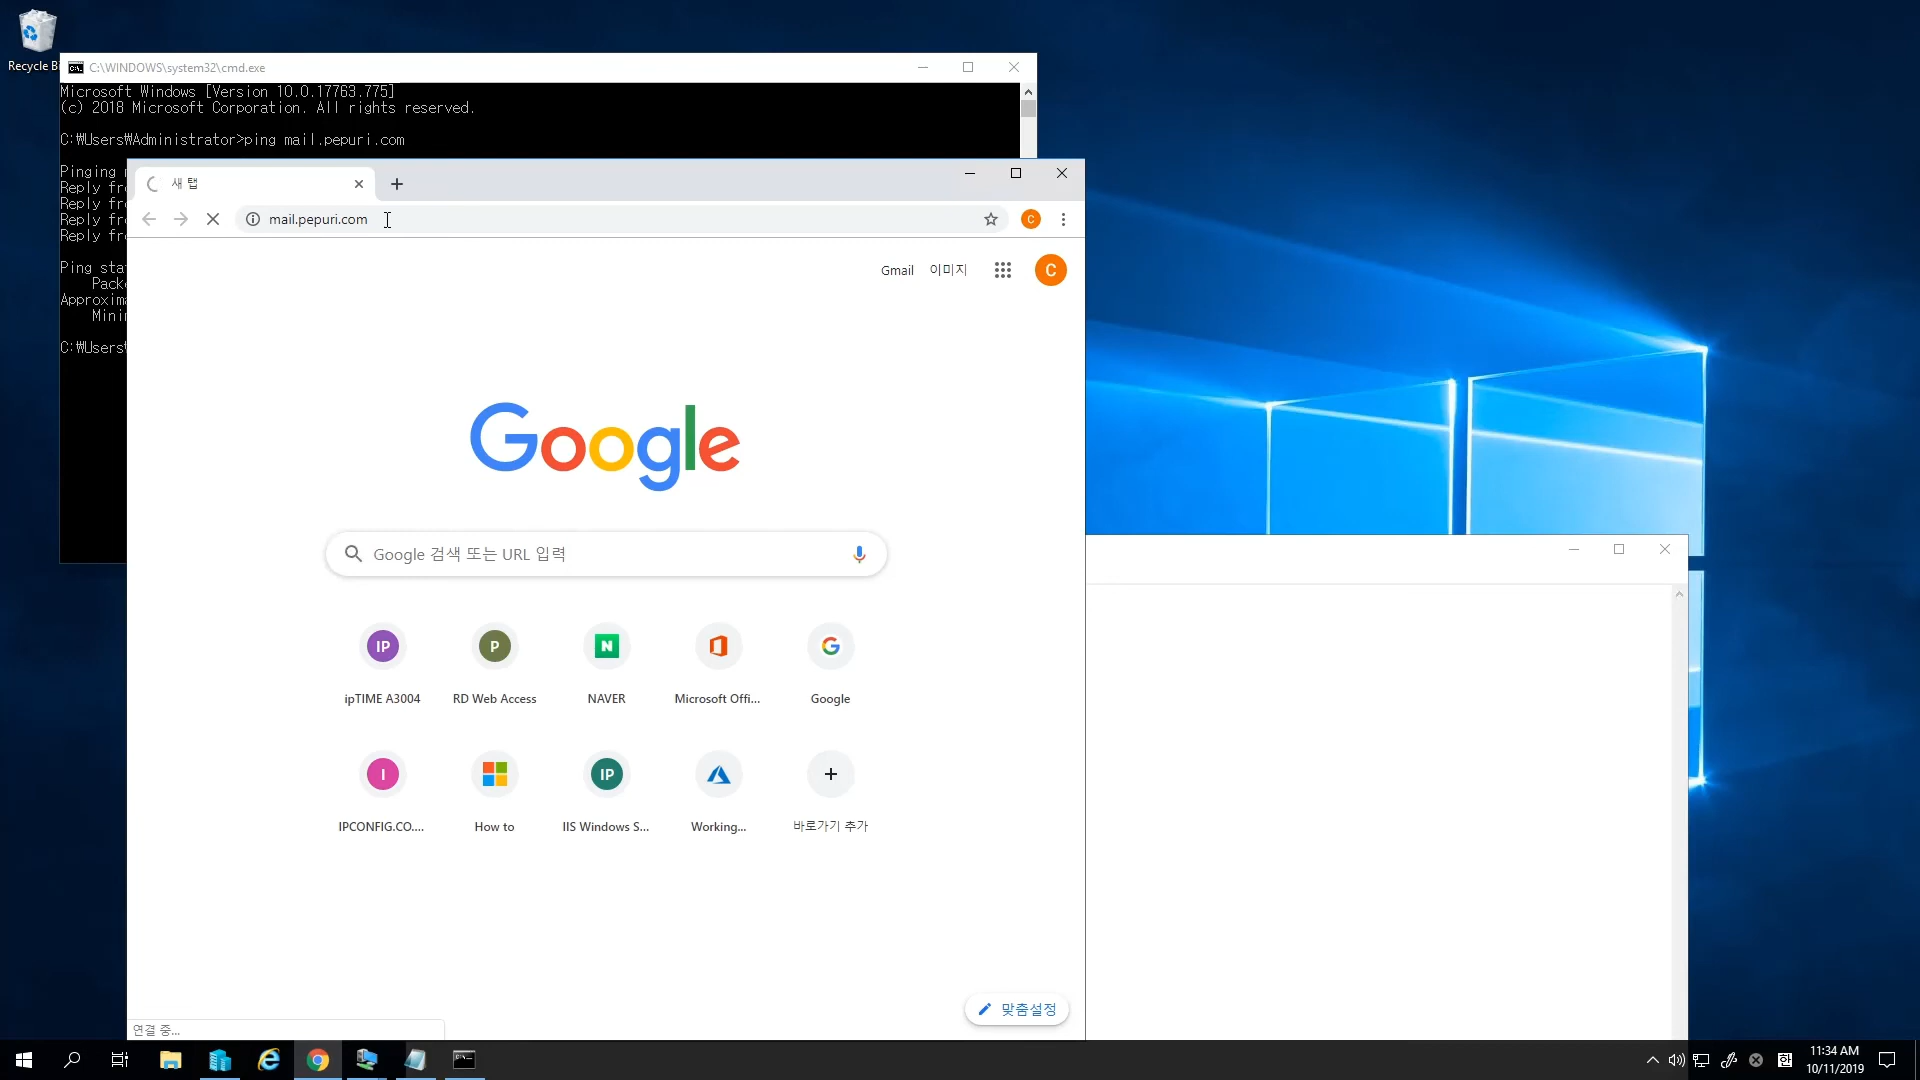 Recycle Bi
C:\WINDOWS\system32\cmd.exe
Microsoft Windows [Version 10.0.17763.775]
(c) 2018 Microsoft Corporation. All rights reserved.
C:₩Users₩Administrator>ping mail.pepuri.com
Pinging
Reply fr
Reply fr
Reply fr
Reply fr
Ping sta
Pack
Approxim
Mini
C:₩Users₩
새 탭
mail.pepuri.com
C
Gmail 이미지
C
Google
Google 검색 또는 URL 입력
IP P N G
ipTIME A3004 RD Web Access NAVER Microsoft Offi... Google
I IP
IPCONFIG.CO.... How to IIS Windows S... Working... 바로가기 추가
맞춤설정
연결 중...
한
11:34 AM
10/11/2019